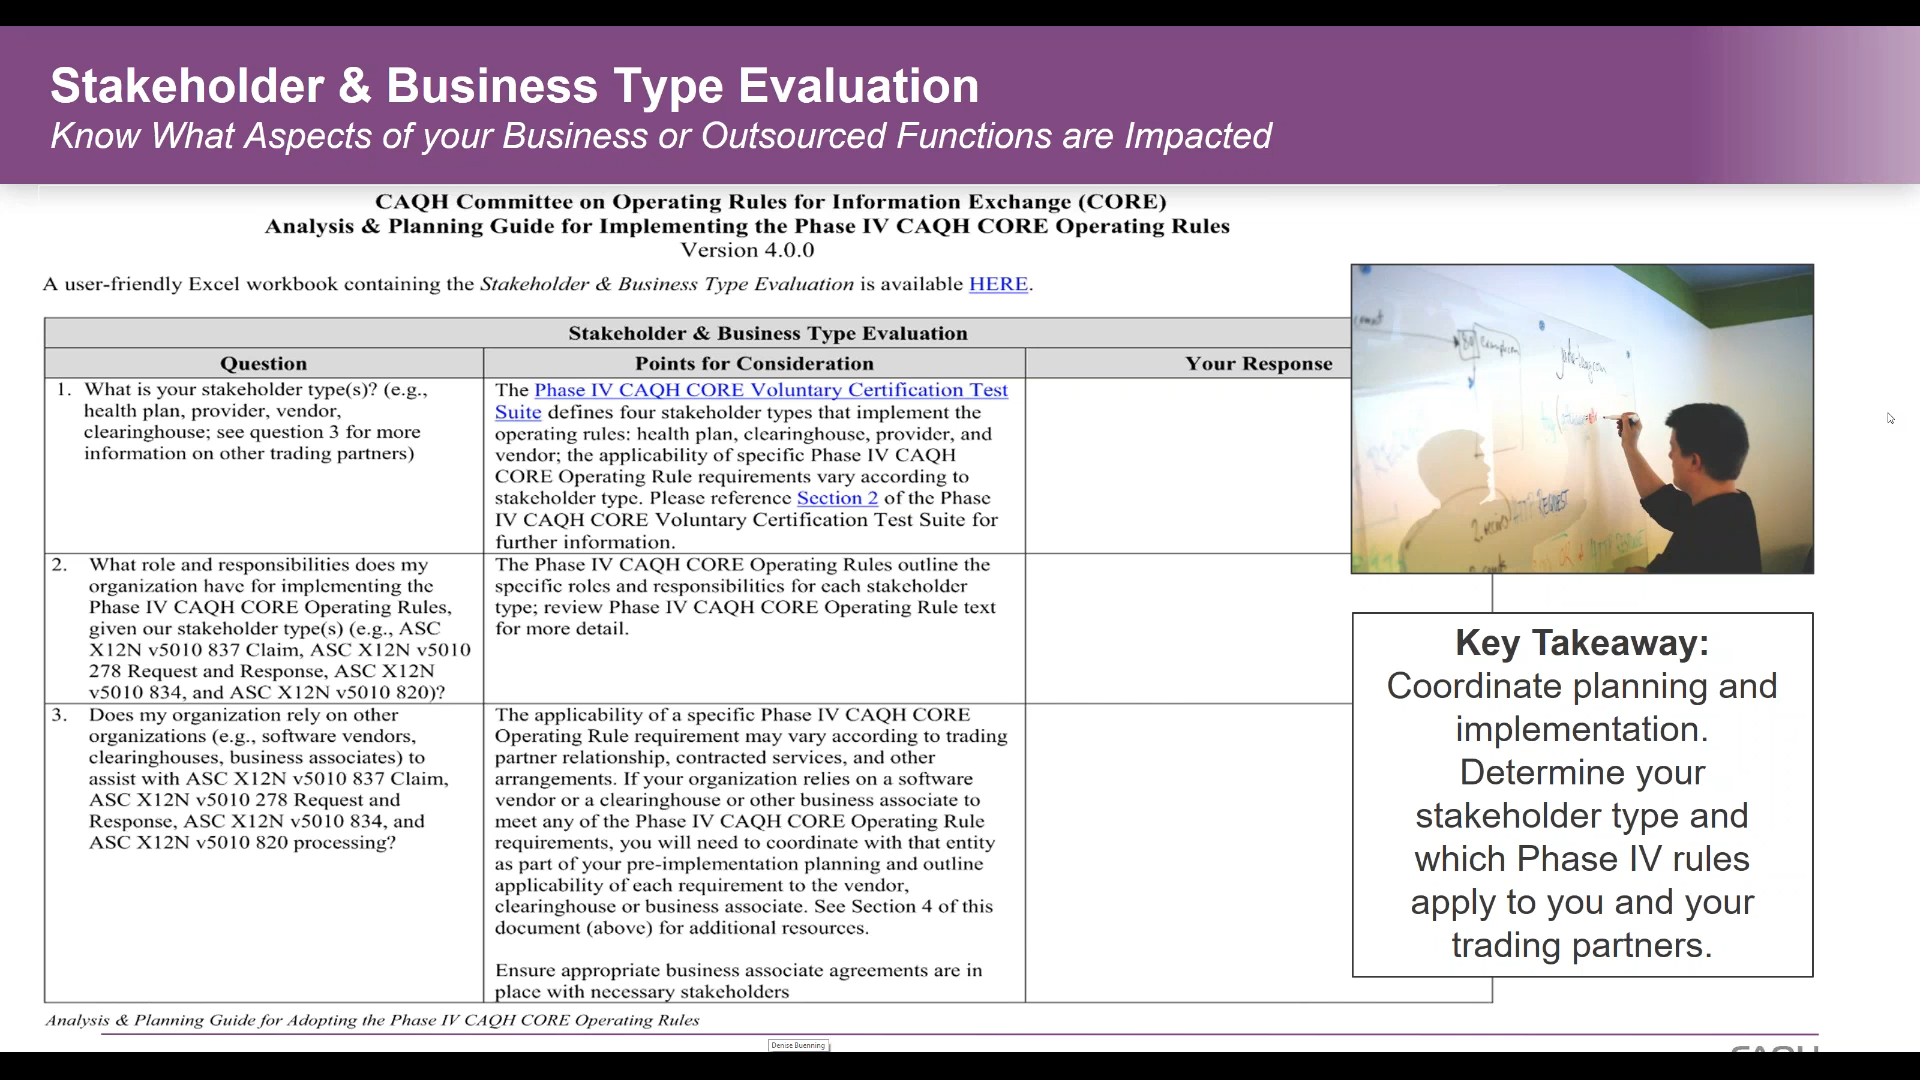 Stakeholder & Business Type Evaluation
Know What Aspects of your Business or Outsourced Functions are Impacted
CAQH Committee on Operating Rules for Information Exchange (CORE)
Analysis & Planning Guide for Implementing the Phase IV CAQH CORE Operating Rules
Version 4.0.0
A user-friendly Excel workbook containing the Stakeholder & Business Type Evaluation is available HERE.
Stakeholder & Business Type Evaluation
Question
Points for Consideration
Your Response
1. What is your stakeholder type(s)? (e.g.,
health plan, provider, vendor,
clearinghouse; see question 3 for more
information on other trading partners)
The Phase IV CAQH CORE Voluntary Certification Test
Suite defines four stakeholder types that implement the
operating rules: health plan, clearinghouse, provider, and
vendor; the applicability of specific Phase IV CAQH
CORE Operating Rule requirements vary according to
stakeholder type. Please reference Section 2 of the Phase
IV CAQH CORE Voluntary Certification Test Suite for
further information.
2. What role and responsibilities does my
organization have for implementing the
Phase IV CAQH CORE Operating Rules,
given our stakeholder type(s) (e.g., ASC
X12N v5010 837 Claim, ASC X12N v5010
278 Request and Response, ASC X12N
v5010 834, and ASC X12N v5010 820)?
The Phase IV CAQH CORE Operating Rules outline the
specific roles and responsibilities for each stakeholder
type; review Phase IV CAQH CORE Operating Rule text
for more detail.
3. Does my organization rely on other
organizations (e.g., software vendors,
clearinghouses, business associates) to
assist with ASC X12N v5010 837 Claim,
ASC X12N v5010 278 Request and
Response, ASC X12N v5010 834, and
ASC X12N v5010 820 processing?
The applicability of a specific Phase IV CAQH CORE
Operating Rule requirement may vary according to trading
partner relationship, contracted services, and other
arrangements. If your organization relies on a software
vendor or a clearinghouse or other business associate to
meet any of the Phase IV CAQH CORE Operating Rule
requirements, you will need to coordinate with that entity
as part of your pre-implementation planning and outline
applicability of each requirement to the vendor,
clearinghouse or business associate. See Section 4 of this
document (above) for additional resources.
Ensure appropriate business associate agreements are in
place with necessary stakeholders
REQUEST
Key Takeaway:
Coordinate planning and
implementation.
Determine your
stakeholder type and
which Phase IV rules
apply to you and your
trading partners.
Analysis & Planning Guide for Adopting the Phase IV CAQH CORE Operating Rules
Denise Buenning